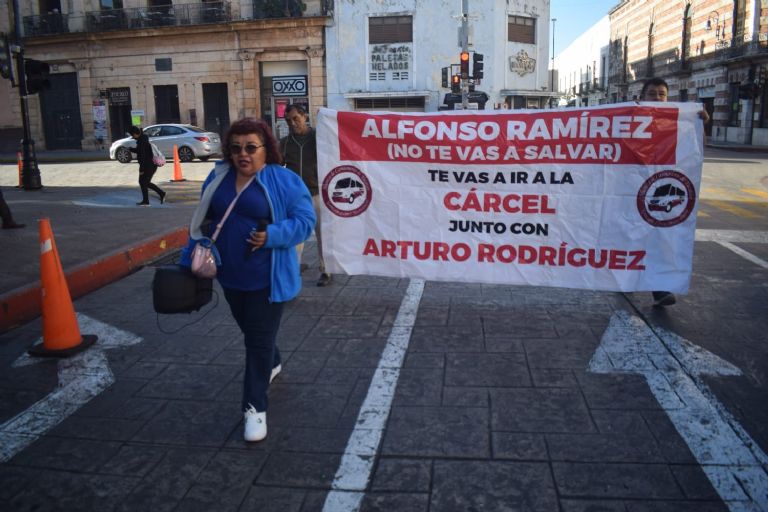 PALETAS
HELADOS
OXXO
ALFONSO RAMÍREZ
(NO TE VAS A SALVAR)
TE VAS A IR A LA
CÁRCEL
JUNTO CON
ARTURO RODRÍGUEZ